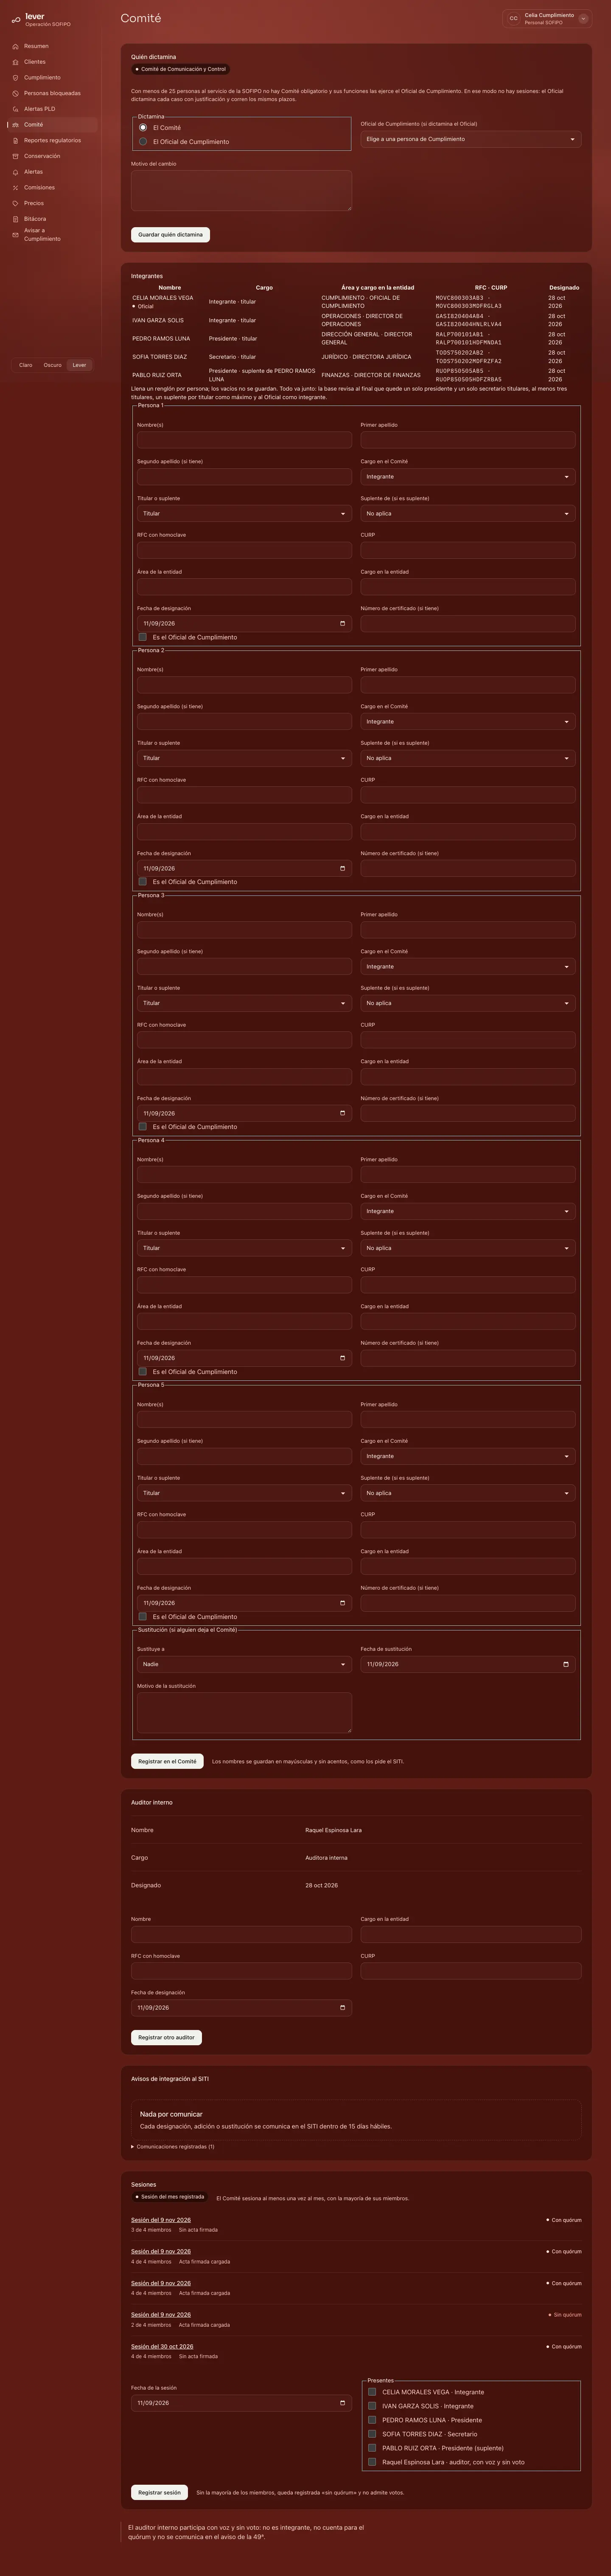 lever
Operación SOFIPO
Resumen
Clientes
Cumplimiento
Personas bloqueadas
Alertas PLD
Comité
Reportes regulatorios
Conservación
Alertas
Comisiones
Precios
Bitácora
Avisar a
Cumplimiento
Claro Oscuro Lever
Comité
CC
Celia Cumplimiento
Personal SOFIPO
Quién dictamina
Comité de Comunicación y Control
Con menos de 25 personas al servicio de la SOFIPO no hay Comité obligatorio y sus funciones las ejerce el Oficial de Cumplimiento. En ese modo no hay sesiones: el Oficial
dictamina cada caso con justificación y corren los mismos plazos.
Dictamina
El Comité
El Oficial de Cumplimiento
Oficial de Cumplimiento (si dictamina el Oficial)
Elige a una persona de Cumplimiento
Motivo del cambio
Guardar quién dictamina
Integrantes
Nombre Cargo Área y cargo en la entidad RFC · CURP Designado
CELIA MORALES VEGA
Oficial
Integrante · titular
CUMPLIMIENTO · OFICIAL DE
CUMPLIMIENTO
MOVC800303AB3 ·
MOVC800303MDFRGLA3
28 oct
2026
IVAN GARZA SOLIS
Integrante · titular
OPERACIONES · DIRECTOR DE
OPERACIONES
GASI820404AB4 ·
GASI820404HNLRLVA4
28 oct
2026
PEDRO RAMOS LUNA
Presidente · titular
DIRECCIÓN GENERAL · DIRECTOR
GENERAL
RALP700101AB1 ·
RALP700101HDFMNDA1
28 oct
2026
SOFIA TORRES DIAZ
Secretario · titular
JURÍDICO · DIRECTORA JURÍDICA
TODS750202AB2 ·
TODS750202MDFRZFA2
28 oct
2026
PABLO RUIZ ORTA
Presidente · suplente de PEDRO RAMOS
LUNA
FINANZAS · DIRECTOR DE FINANZAS
RUOP850505AB5 ·
RUOP850505HDFZRBA5
28 oct
2026
Llena un renglón por persona; los vacíos no se guardan. Todo va junto: la base revisa al final que quede un solo presidente y un solo secretario titulares, al menos tres
titulares, un suplente por titular como máximo y al Oficial como integrante.
Persona 1
Nombre(s) Primer apellido
Segundo apellido (si tiene) Cargo en el Comité
Integrante
Titular o suplente Suplente de (si es suplente)
Titular No aplica
RFC con homoclave CURP
Área de la entidad Cargo en la entidad
Fecha de designación Número de certificado (si tiene)
11/09/2026
Es el Oficial de Cumplimiento
Persona 2
Nombre(s) Primer apellido
Segundo apellido (si tiene) Cargo en el Comité
Integrante
Titular o suplente Suplente de (si es suplente)
Titular No aplica
RFC con homoclave CURP
Área de la entidad Cargo en la entidad
Fecha de designación Número de certificado (si tiene)
11/09/2026
Es el Oficial de Cumplimiento
Persona 3
Nombre(s) Primer apellido
Segundo apellido (si tiene) Cargo en el Comité
Integrante
Titular o suplente Suplente de (si es suplente)
Titular No aplica
RFC con homoclave CURP
Área de la entidad Cargo en la entidad
Fecha de designación Número de certificado (si tiene)
11/09/2026
Es el Oficial de Cumplimiento
Persona 4
Nombre(s) Primer apellido
Segundo apellido (si tiene) Cargo en el Comité
Integrante
Titular o suplente Suplente de (si es suplente)
Titular No aplica
RFC con homoclave CURP
Área de la entidad Cargo en la entidad
Fecha de designación Número de certificado (si tiene)
11/09/2026
Es el Oficial de Cumplimiento
Persona 5
Nombre(s) Primer apellido
Segundo apellido (si tiene) Cargo en el Comité
Integrante
Titular o suplente Suplente de (si es suplente)
Titular No aplica
RFC con homoclave CURP
Área de la entidad Cargo en la entidad
Fecha de designación Número de certificado (si tiene)
11/09/2026
Es el Oficial de Cumplimiento
Sustitución (si alguien deja el Comité)
Sustituye a Fecha de sustitución
Nadie 11/09/2026
Motivo de la sustitución
Registrar en el Comité Los nombres se guardan en mayúsculas y sin acentos, como los pide el SITI.
Auditor interno
Nombre Raquel Espinosa Lara
Cargo Auditora interna
Designado 28 oct 2026
Nombre Cargo en la entidad
RFC con homoclave CURP
Fecha de designación
11/09/2026
Registrar otro auditor
Avisos de integración al SITI
Nada por comunicar
Cada designación, adición o sustitución se comunica en el SITI dentro de 15 días hábiles.
Comunicaciones registradas (1)
Sesiones
Sesión del mes registrada El Comité sesiona al menos una vez al mes, con la mayoría de sus miembros.
Sesión del 9 nov 2026 Con quórum
3 de 4 miembros Sin acta firmada
Sesión del 9 nov 2026 Con quórum
4 de 4 miembros Acta firmada cargada
Sesión del 9 nov 2026 Con quórum
4 de 4 miembros Acta firmada cargada
Sesión del 9 nov 2026 Sin quórum
2 de 4 miembros Acta firmada cargada
Sesión del 30 oct 2026 Con quórum
4 de 4 miembros Sin acta firmada
Fecha de la sesión
11/09/2026
Presentes
CELIA MORALES VEGA · Integrante
IVAN GARZA SOLIS · Integrante
PEDRO RAMOS LUNA · Presidente
SOFIA TORRES DIAZ · Secretario
PABLO RUIZ ORTA · Presidente (suplente)
Raquel Espinosa Lara · auditor, con voz y sin voto
Registrar sesión Sin la mayoría de los miembros, queda registrada «sin quórum» y no admite votos.
El auditor interno participa con voz y sin voto: no es integrante, no cuenta para el
quórum y no se comunica en el aviso de la 49ª.